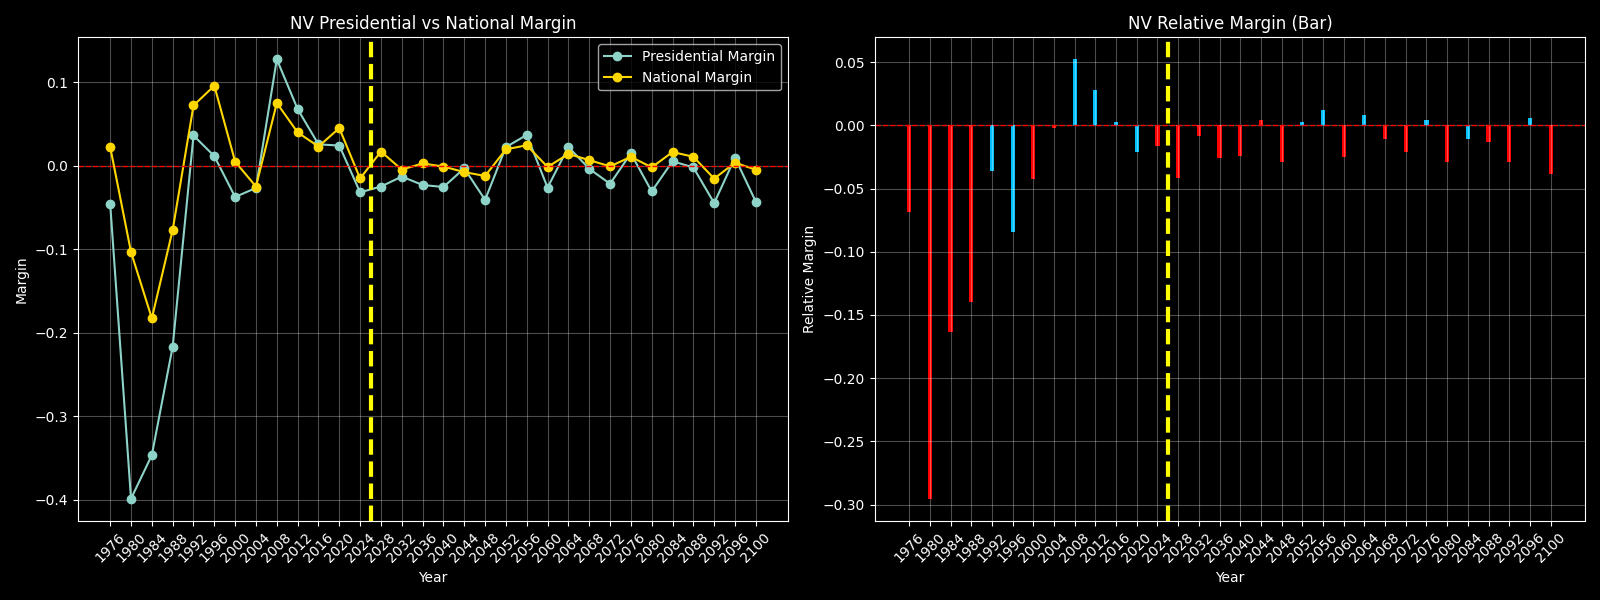 NV Presidential vs National Margin
Presidential Margin
National Margin
Margin
0.1
0.0
−0.1
−0.2
−0.3
−0.4
1976 1980 1984 1988 1992 1996 2000 2004 2008 2012 2016 2020 2024 2028 2032 2036 2040 2044 2048 2052 2056 2060 2064 2068 2072 2076 2080 2084 2088 2092 2096 2100
Year
NV Relative Margin (Bar)
Relative Margin
0.05
0.00
−0.05
−0.10
−0.15
−0.20
−0.25
−0.30
1976 1980 1984 1988 1992 1996 2000 2004 2008 2012 2016 2020 2024 2028 2032 2036 2040 2044 2048 2052 2056 2060 2064 2068 2072 2076 2080 2084 2088 2092 2096 2100
Year